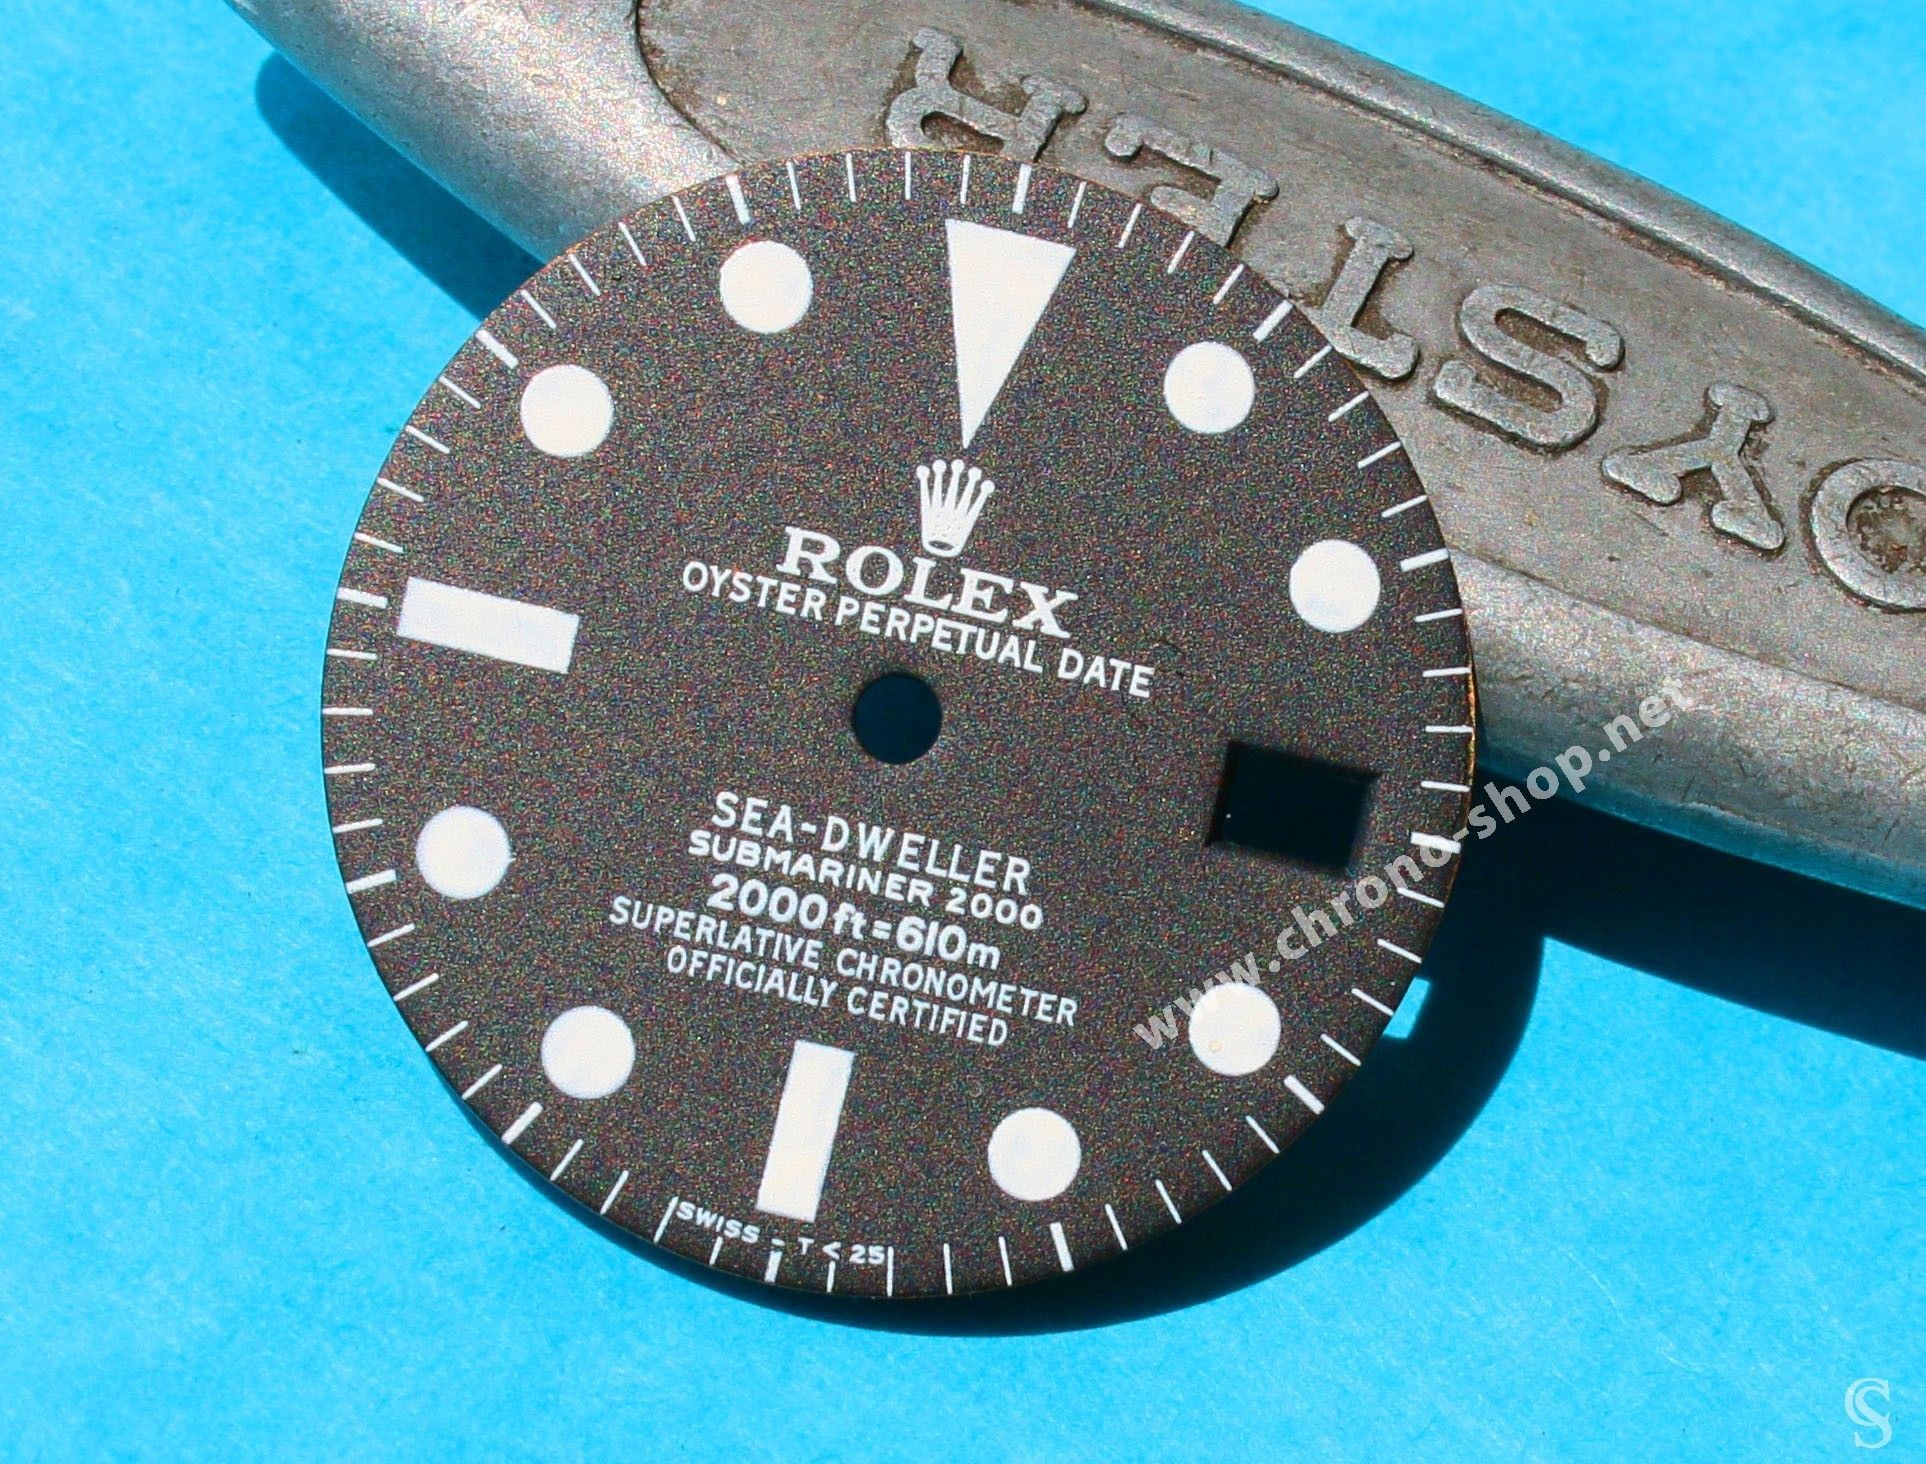 OYSTER
ROLEX
OYSTER PERPETUAL DATE
SEA-DWELLER
SUBMARINER 2000
2000ft=610m
SUPERLATIVE CHRONOMETER
OFFICIALLY CERTIFIED
SWISS - T < 25
www.chrono-shop.net